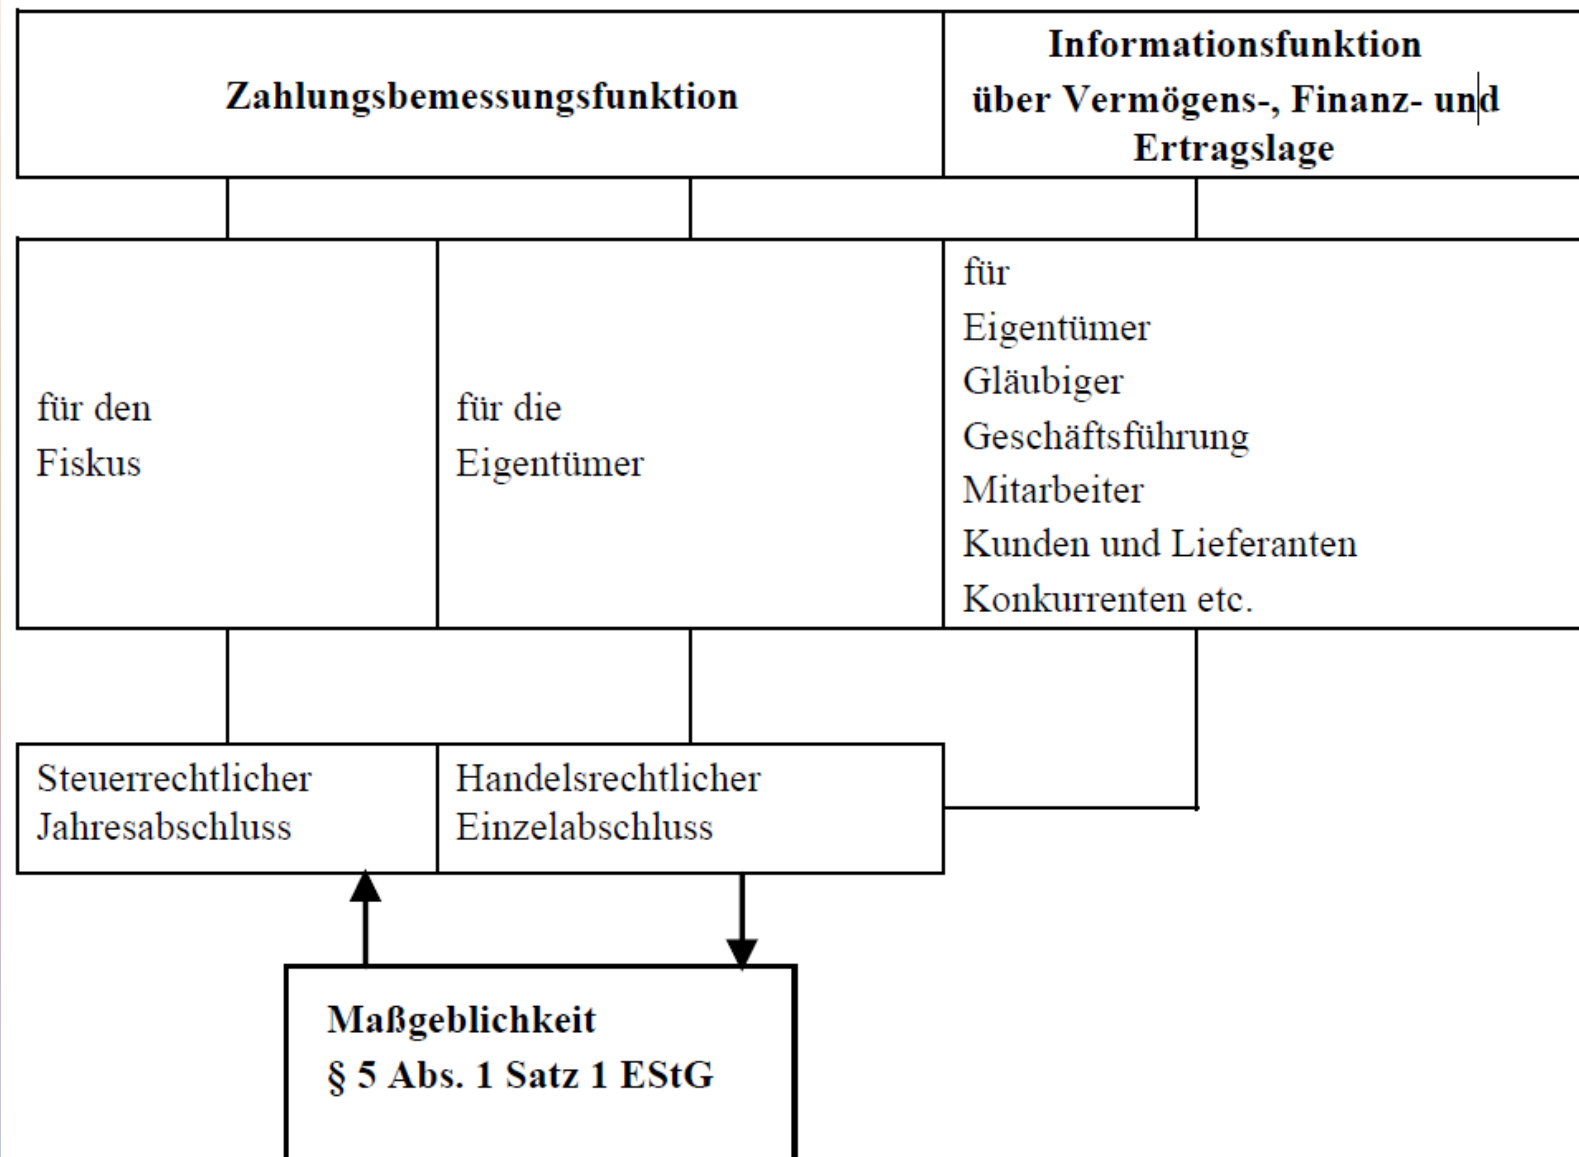 Zahlungsbemessungsfunktion
Informationsfunktion
über Vermögens-, Finanz- und
Ertragslage
für den
Fiskus
für die
Eigentümer
für
Eigentümer
Gläubiger
Geschäftsführung
Mitarbeiter
Kunden und Lieferanten
Konkurrenten etc.
Steuerrechtlicher
Jahresabschluss
Handelsrechtlicher
Einzelabschluss
Maßgeblichkeit
§ 5 Abs. 1 Satz 1 EStG